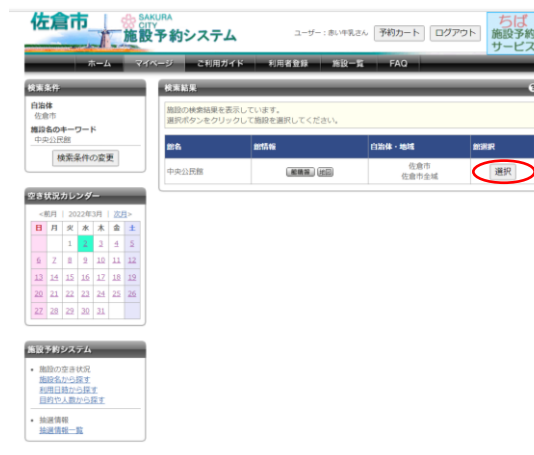 佐倉市
SAKURA
CITY
施設予約システム
ユーザー：赤い牛乳さん
予約カート
ログアウト
ちば
施設予約
サービス
ホーム
マイページ
ご利用ガイド
利用者登録
施設一覧
FAQ
検索条件
自治体
佐倉市
施設名のキーワード
中央公民館
検索条件の変更
空き状況カレンダー
<前月 | 2022年3月 | 次月>
日 月 火 水 木 金 土
1 2 3 4 5
6 7 8 9 10 11 12
13 14 15 16 17 18 19
20 21 22 23 24 25 26
27 28 29 30 31
施設予約システム
• 施設の空き状況
施設名から探す
利用日時から探す
目的や人数から探す
• 抽選情報
抽選情報一覧
検索結果
施設の検索結果を表示しています。
選択ボタンをクリックして施設を選択してください。
館名 館情報 自治体・地域 館選択
中央公民館
地図
佐倉市
佐倉市全域
選択